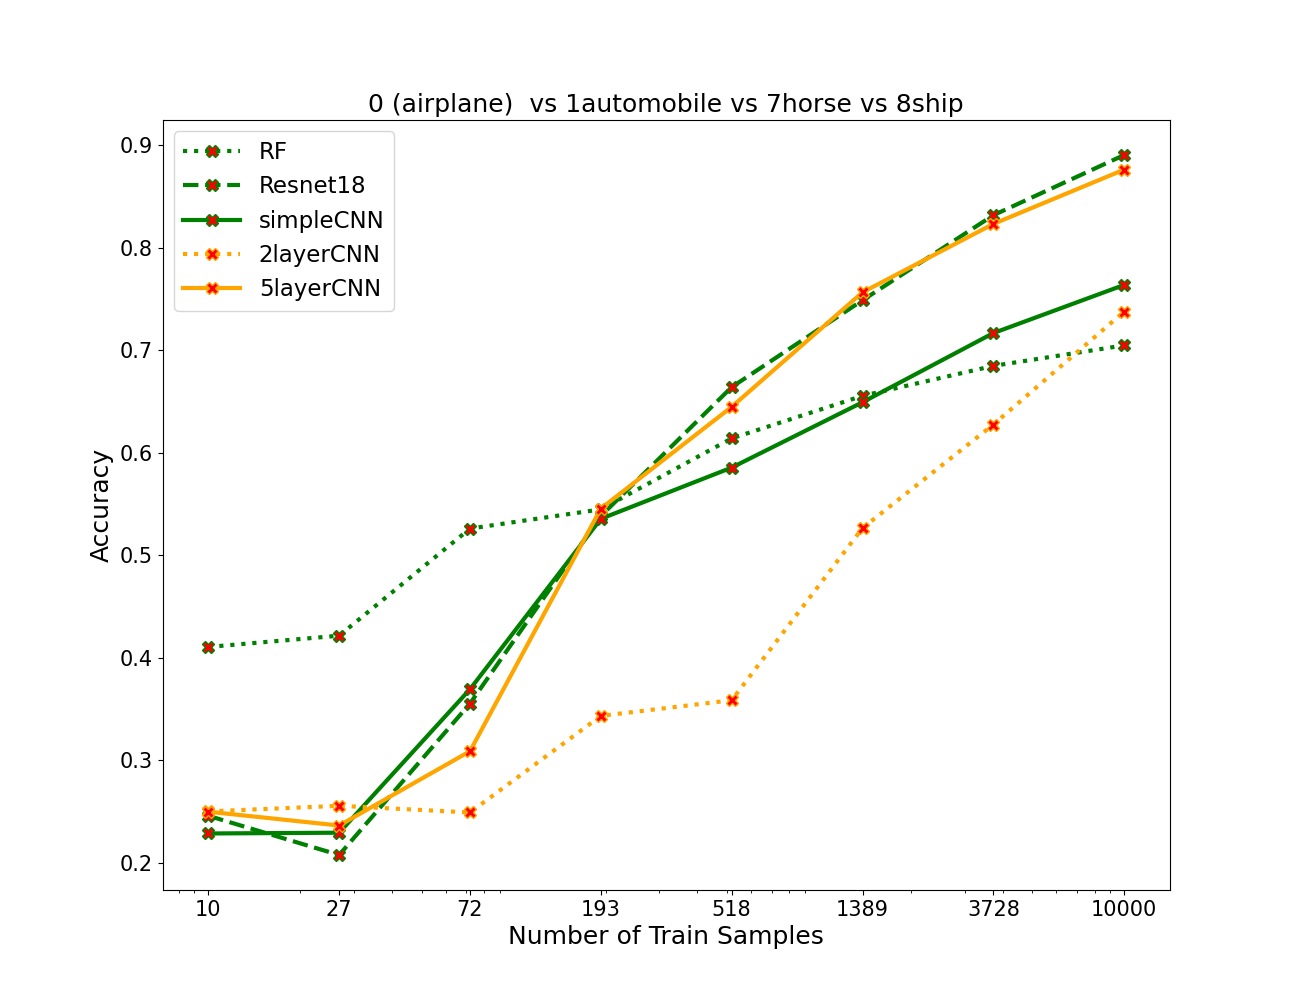 0 (airplane)  vs 1automobile vs 7horse vs 8ship
RF
Resnet18
simpleCNN
2layerCNN
5layerCNN
0.9
0.8
0.7
0.6
0.5
0.4
0.3
0.2
Accuracy
10 27 72 193 518 1389 3728 10000
Number of Train Samples